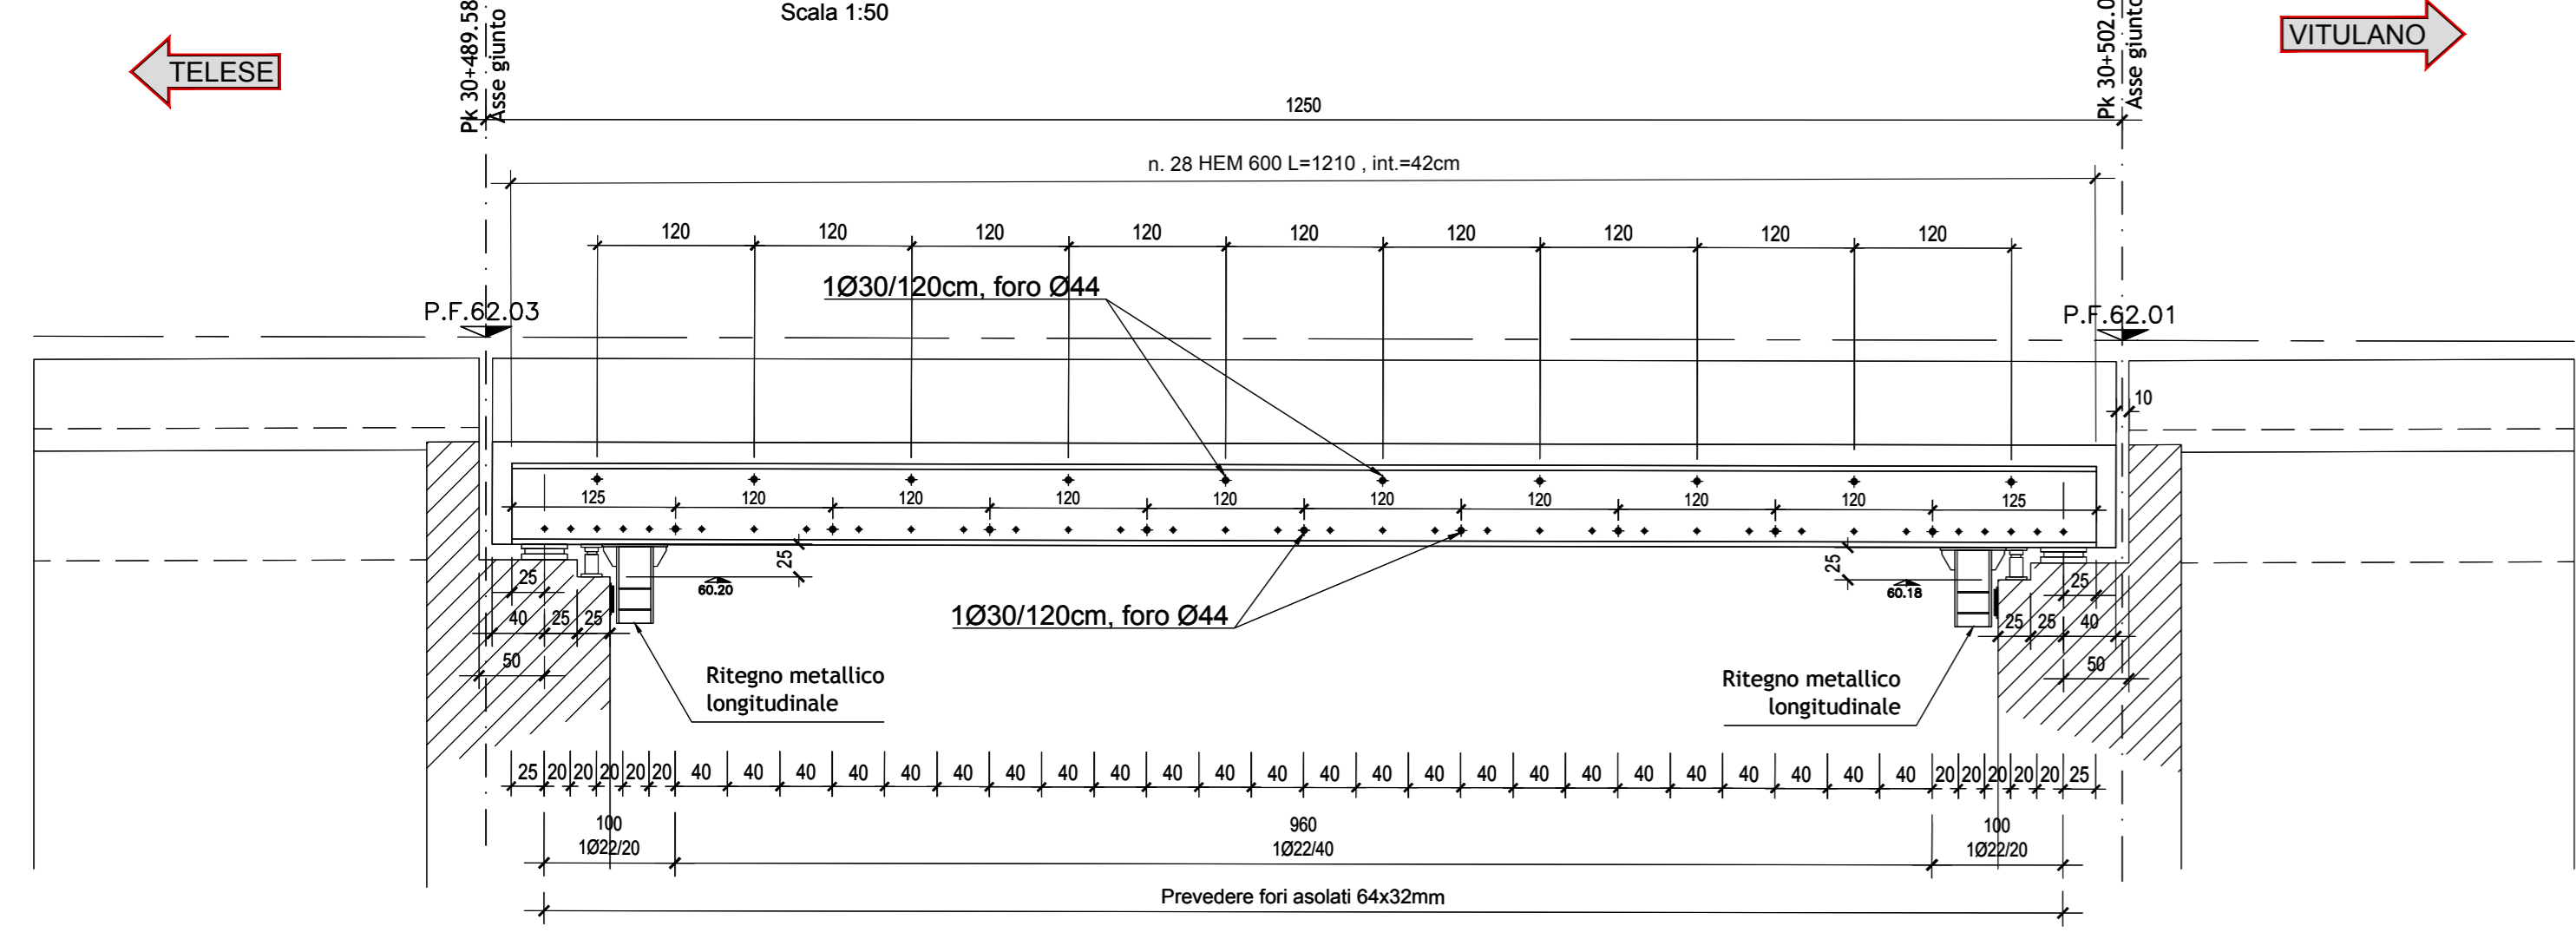 Scala 1:50
TELESE
VITULANO
Pk 30+489.58
Asse giunto
Pk 30+502.0
Asse giunto
1250
n. 28 HEM 600 L=1210 , int.=42cm
120 120 120 120 120 120 120 120 120
1Ø30/120cm, foro Ø44
P.F.62.03
P.F.62.01
10
125 120 120 120 120 120 120 120 120 125
25
60.20
25
60.18
25
40 25 25
50
25
25 25 40
50
1Ø30/120cm, foro Ø44
Ritegno metallico
longitudinale
Ritegno metallico
longitudinale
25 20 20 20 20 20 40 40 40 40 40 40 40 40 40 40 40 40 40 40 40 40 40 40 40 40 40 40 40 40 20 20 20 20 20 25
100
1Ø22/20
960
1Ø22/40
100
1Ø22/20
Prevedere fori asolati 64x32mm